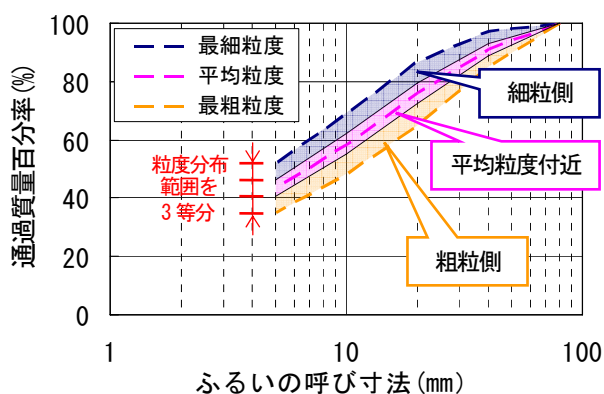 通過質量百分率(%)
100
80
60
40
20
0
最細粒度
平均粒度
最粗粒度
粒度分布
範囲を
3等分
細粒側
平均粒度付近
粗粒側
1
10
100
ふるいの呼び寸法(mm)